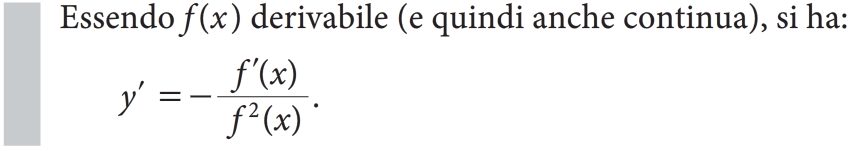 Essendo f(x) derivabile (e quindi anche continua), si ha:
y′ = − f′(x) / f²(x) .